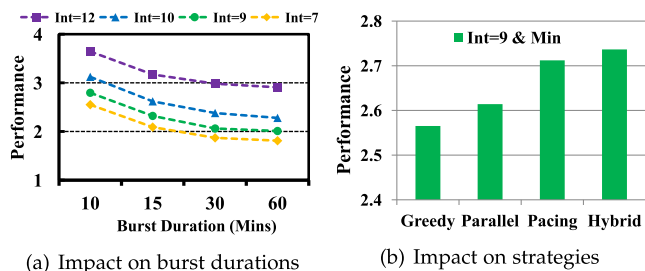 Int=12 Int=10 Int=9 Int=7
4
3
2
1
Performance
10 15 30 60
Burst Duration (Mins)
(a) Impact on burst durations
Int=9 & Min
2.8
2.7
2.6
2.5
2.4
Performance
Greedy Parallel Pacing Hybrid
(b) Impact on strategies